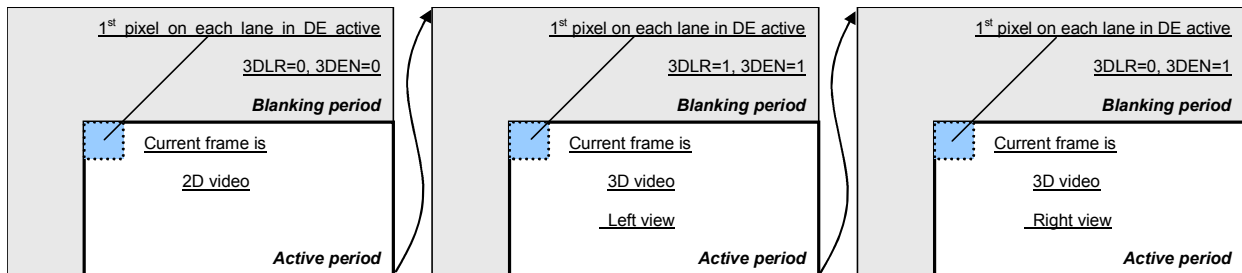 1st pixel on each lane in DE active
3DLR=0, 3DEN=0
Blanking period
Current frame is
2D video
Active period
1st pixel on each lane in DE active
3DLR=1, 3DEN=1
Blanking period
Current frame is
3D video
Left view
Active period
1st pixel on each lane in DE active
3DLR=0, 3DEN=1
Blanking period
Current frame is
3D video
Right view
Active period